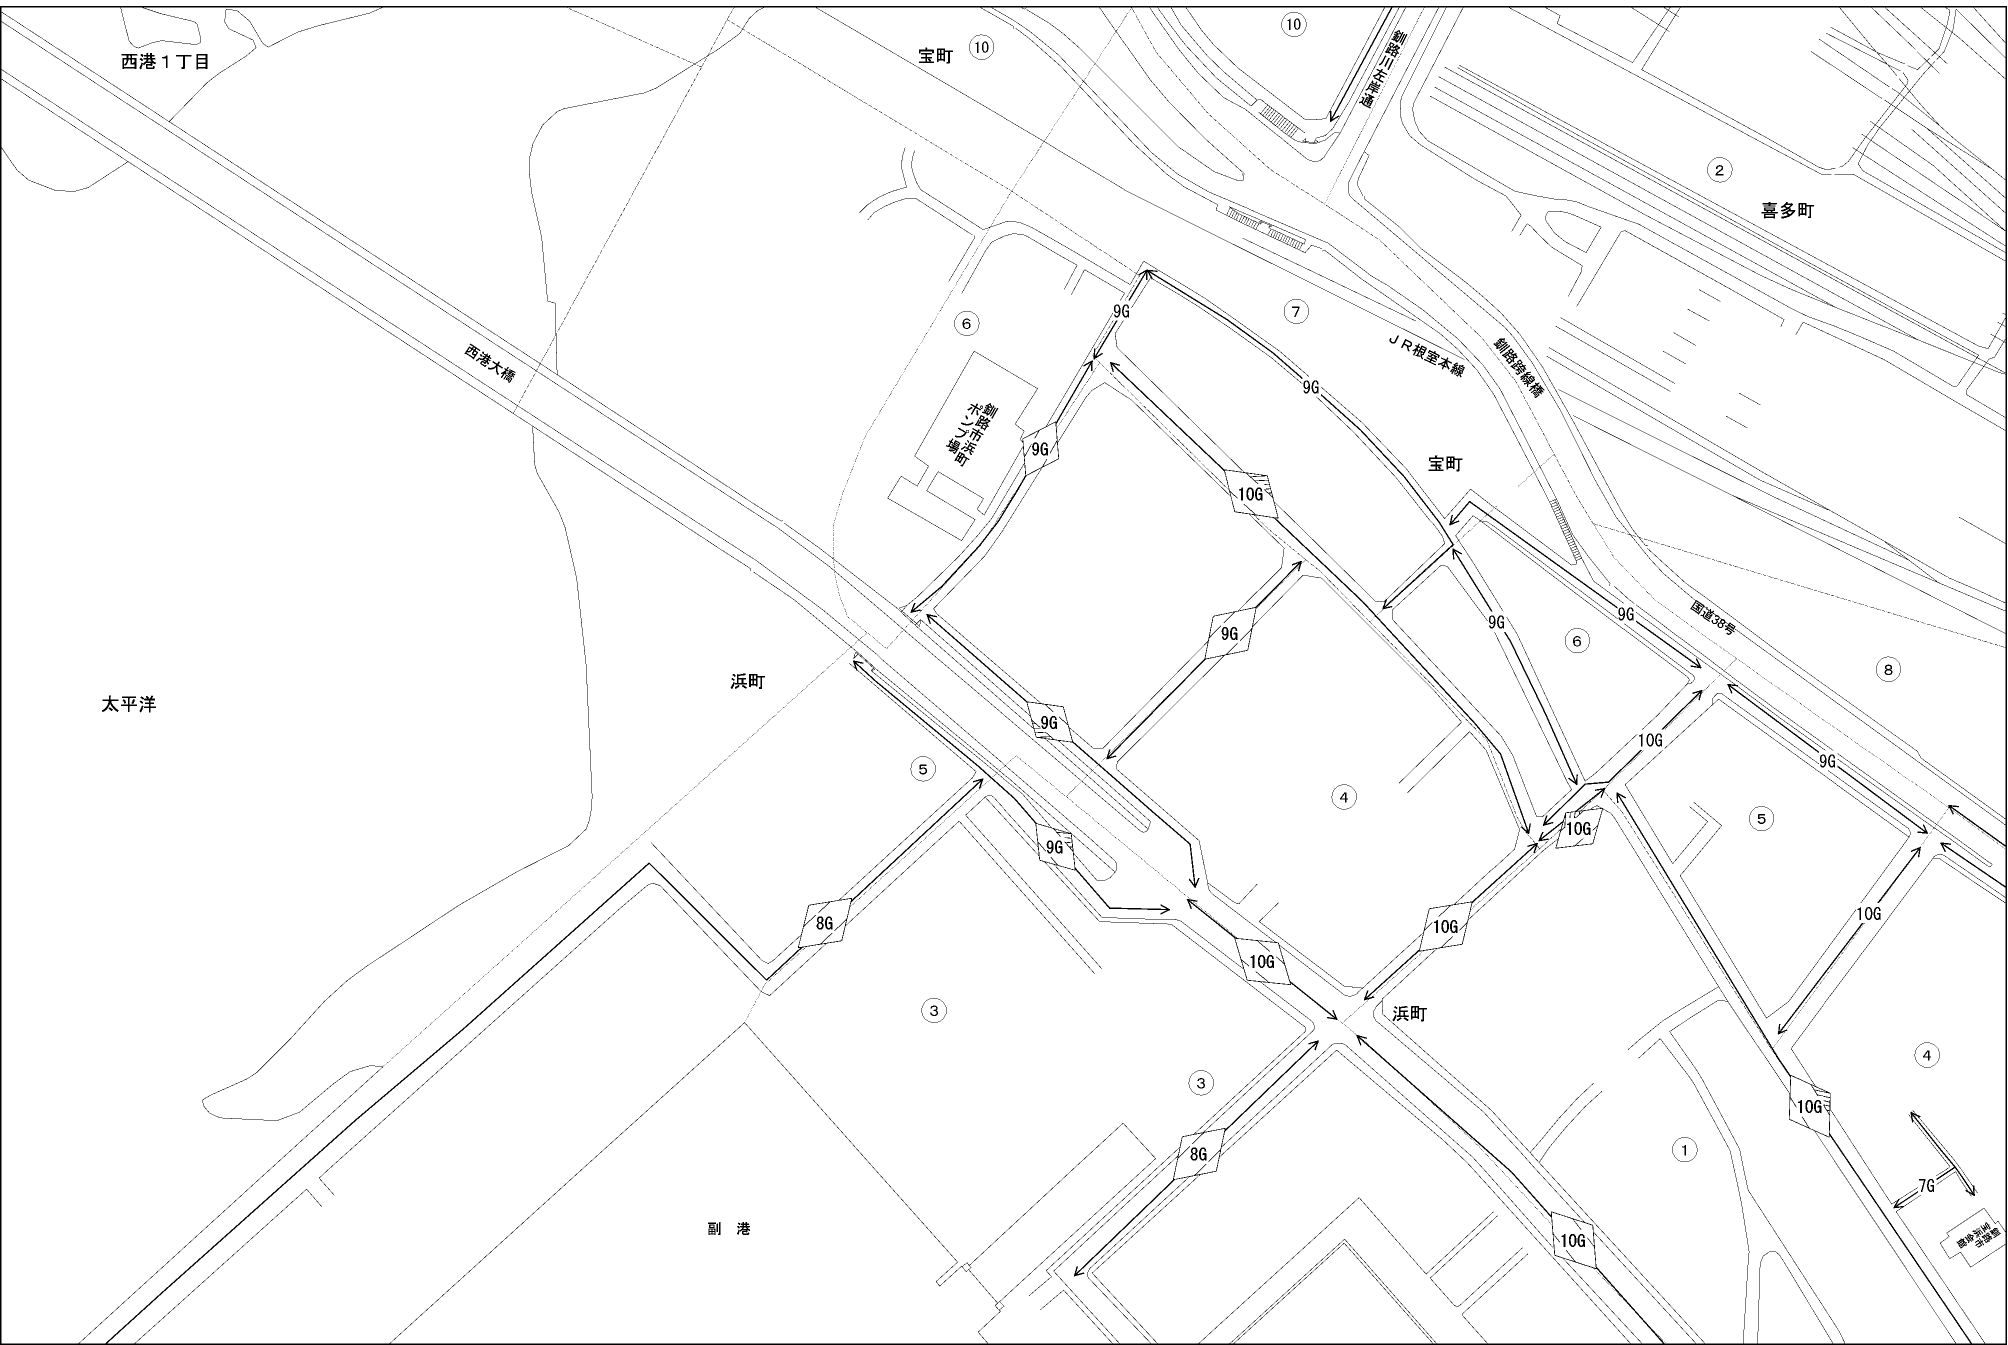 ⑩
西港１丁目
宝町
⑩
釧路川左岸通
②
喜多町
9G
⑦
⑥
ＪＲ根室本線
釧路跨線橋
西港大橋
9G
釧路市浜町
ポンプ場
9G
宝町
10G
9G
9G
国道38号
9G
⑥
⑧
浜町
太平洋
9G
10G
9G
⑤
④
⑤
10G
9G
8G
10G
10G
10G
③
浜町
④
③
10G
①
8G
7G
副　港
10G